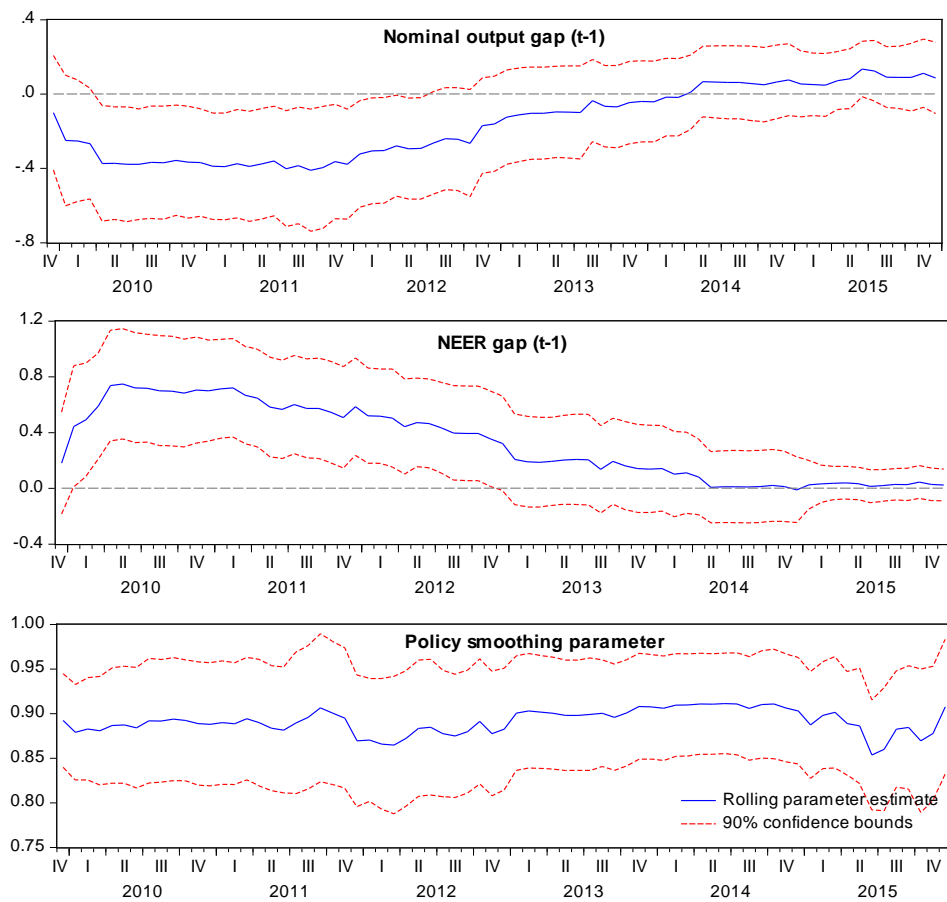 Nominal output gap (t-1)
.4
.0
-.4
-.8
IV I II III IV I II III IV I II III IV I II III IV I II III IV I II III IV
2010 2011 2012 2013 2014 2015
NEER gap (t-1)
1.2
0.8
0.4
0.0
-0.4
IV I II III IV I II III IV I II III IV I II III IV I II III IV I II III IV
2010 2011 2012 2013 2014 2015
Policy smoothing parameter
1.00
0.95
0.90
0.85
0.80
0.75
Rolling parameter estimate
90% confidence bounds
IV I II III IV I II III IV I II III IV I II III IV I II III IV I II III IV
2010 2011 2012 2013 2014 2015